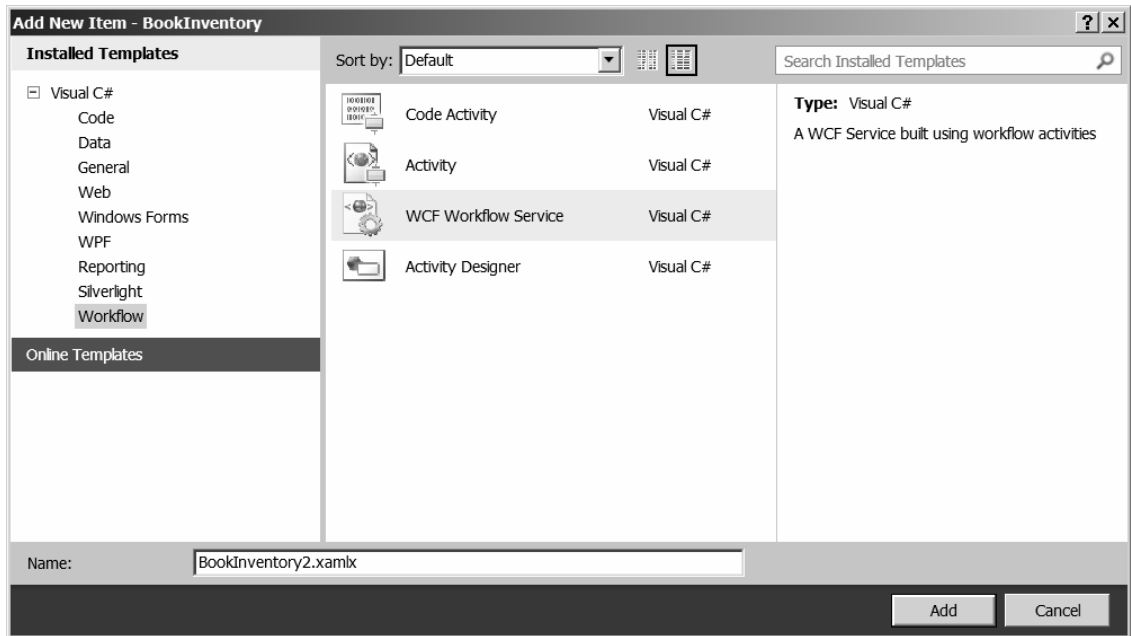 Add New Item - BookInventory
Installed Templates
Sort by: Default
Search Installed Templates
Visual C#
Code
Data
General
Web
Windows Forms
WPF
Reporting
Silverlight
Workflow
Online Templates
Code Activity Visual C#
Activity Visual C#
WCF Workflow Service Visual C#
Activity Designer Visual C#
Type: Visual C#
A WCF Service built using workflow activities
Name: BookInventory2.xamlx
Add Cancel